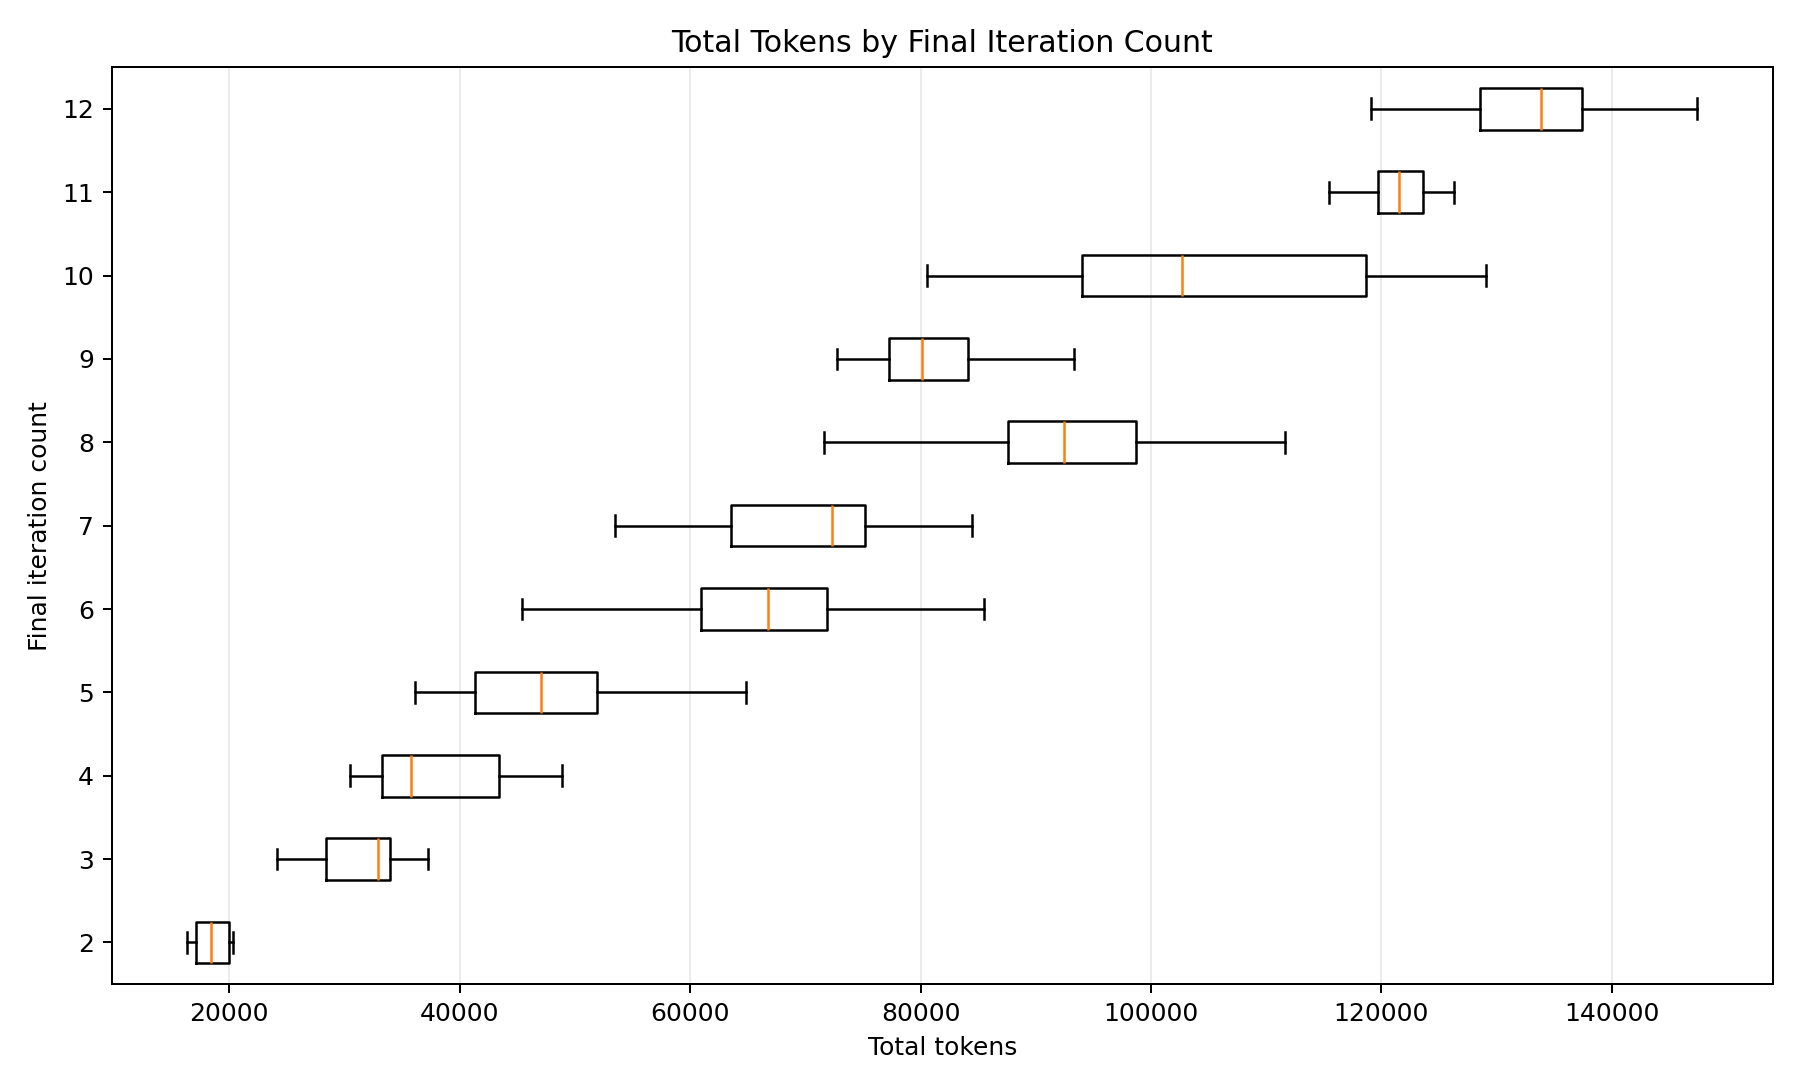 Total Tokens by Final Iteration Count
Final iteration count
12
11
10
9
8
7
6
5
4
3
2
20000 40000 60000 80000 100000 120000 140000
Total tokens